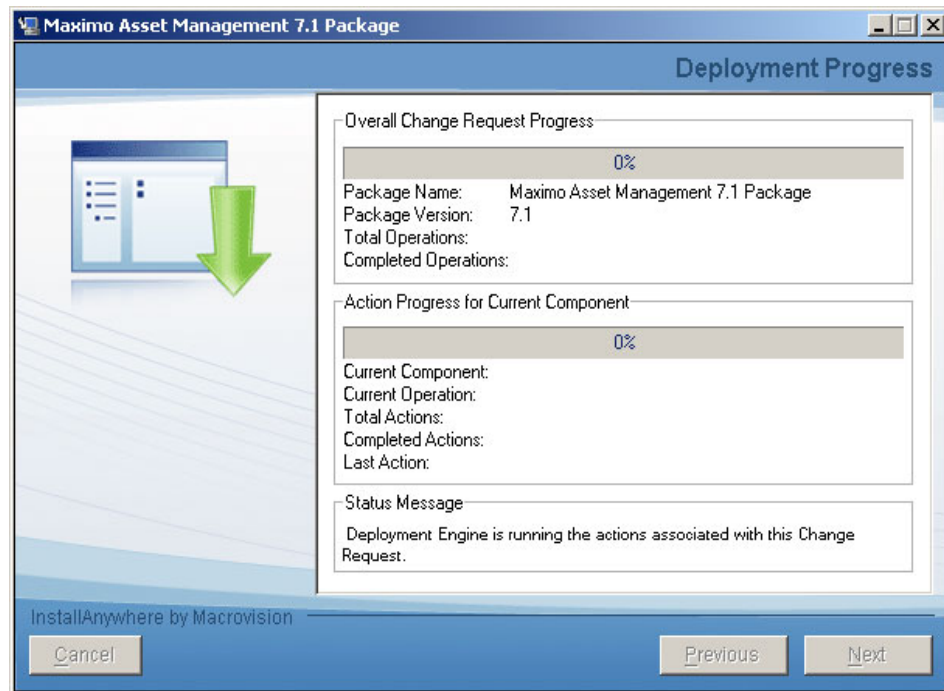 Maximo Asset Management 7.1 Package
Deployment Progress
Overall Change Request Progress
0%
Package Name: Maximo Asset Management 7.1 Package
Package Version: 7.1
Total Operations:
Completed Operations:
Action Progress for Current Component
0%
Current Component:
Current Operation:
Total Actions:
Completed Actions:
Last Action:
Status Message
Deployment Engine is running the actions associated with this Change
Request.
InstallAnywhere by Macrovision
Cancel
Previous
Next